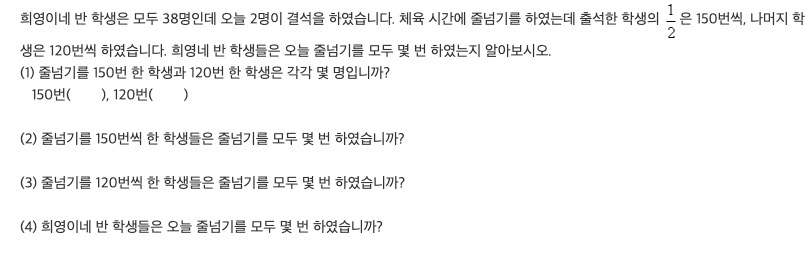 희영이네 반 학생은 모두 38명인데 오늘 2명이 결석을 하였습니다. 체육 시간에 줄넘기를 하였는데 출석한 학생의 1/2 은 150번씩, 나머지 학
생은 120번씩 하였습니다. 희영네 반 학생들은 오늘 줄넘기를 모두 몇 번 하였는지 알아보시오.
(1) 줄넘기를 150번 한 학생과 120번 한 학생은 각각 몇 명입니까?
150번(      ), 120번(      )
(2) 줄넘기를 150번씩 한 학생들은 줄넘기를 모두 몇 번 하였습니까?
(3) 줄넘기를 120번씩 한 학생들은 줄넘기를 모두 몇 번 하였습니까?
(4) 희영이네 반 학생들은 오늘 줄넘기를 모두 몇 번 하였습니까?